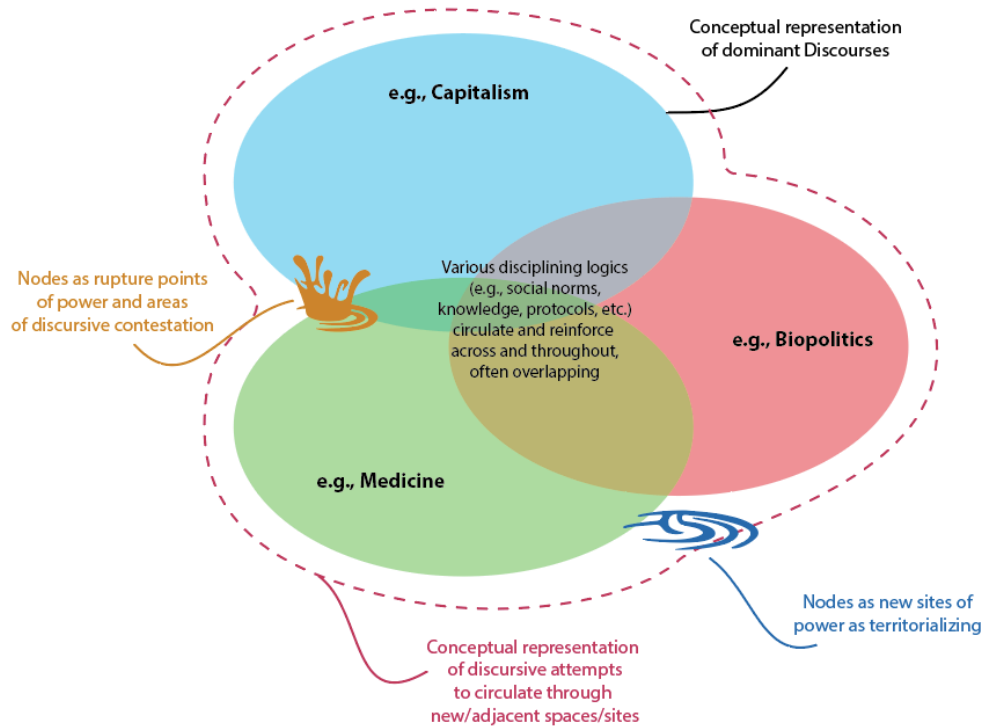 Conceptual representation
of dominant Discourses
e.g., Capitalism
Various disciplining logics
(e.g., social norms,
knowledge, protocols, etc.)
circulate and reinforce
across and throughout,
often overlapping
Nodes as rupture points
of power and areas
of discursive contestation
e.g., Biopolitics
e.g., Medicine
Nodes as new sites of
power as territorializing
Conceptual representation
of discursive attempts
to circulate through
new/adjacent spaces/sites